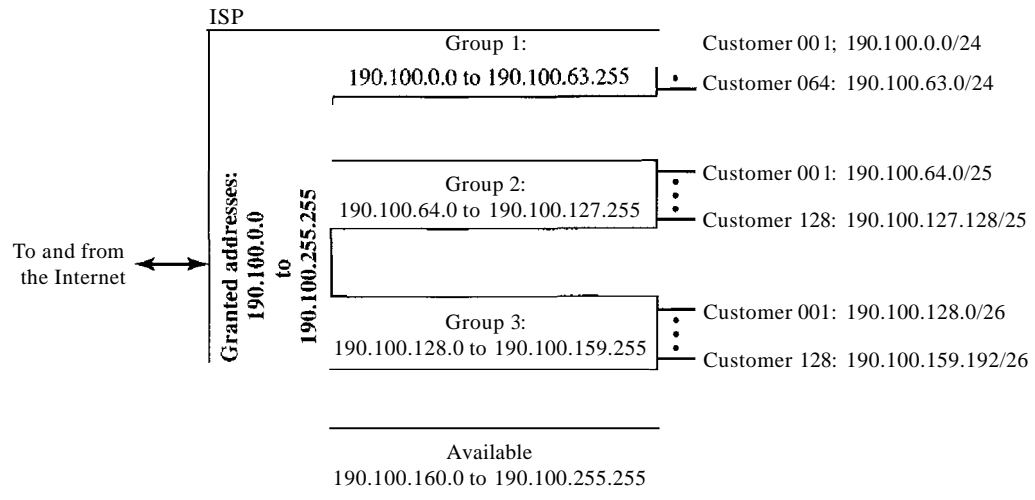 ISP
Group 1:
190.100.0.0 to 190.100.63.255
Customer 001; 190.100.0.0/24
Customer 064: 190.100.63.0/24
Granted addresses:
190.100.0.0
to
190.100.255.255
Group 2:
190.100.64.0 to 190.100.127.255
Customer 001: 190.100.64.0/25
Customer 128: 190.100.127.128/25
To and from
the Internet
Group 3:
190.100.128.0 to 190.100.159.255
Customer 001: 190.100.128.0/26
Customer 128: 190.100.159.192/26
Available
190.100.160.0 to 190.100.255.255